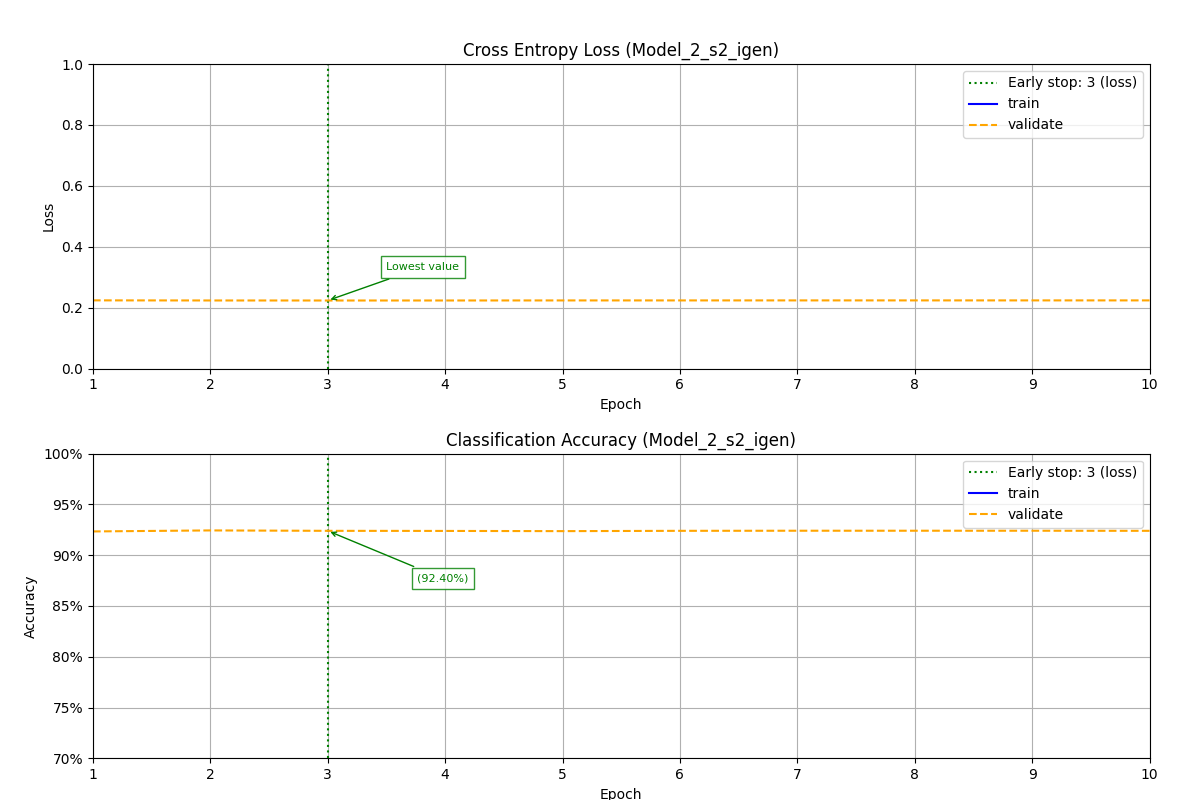 Cross Entropy Loss (Model_2_s2_igen)
1.0
0.8
0.6
0.4
0.2
0.0
Loss
Early stop: 3 (loss)
train
validate
Lowest value
1 2 3 4 5 6 7 8 9 10
Epoch
Classification Accuracy (Model_2_s2_igen)
100%
95%
90%
85%
80%
75%
70%
Accuracy
Early stop: 3 (loss)
train
validate
(92.40%)
1 2 3 4 5 6 7 8 9 10
Epoch